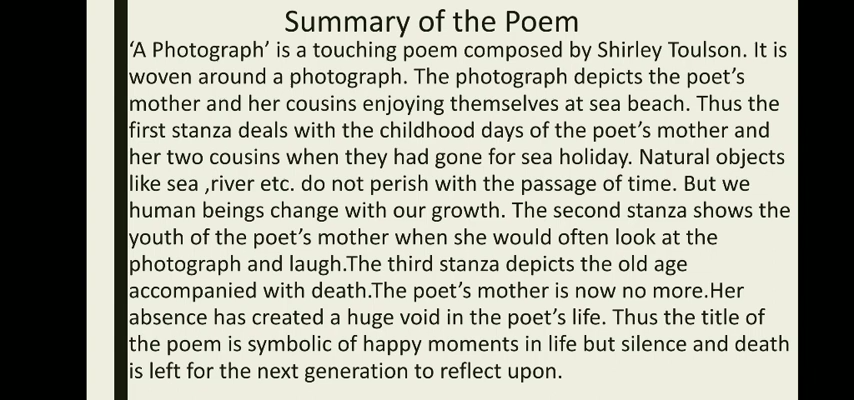 Summary of the Poem
‘A Photograph’ is a touching poem composed by Shirley Toulson. It is
woven around a photograph. The photograph depicts the poet’s
mother and her cousins enjoying themselves at sea beach. Thus the
first stanza deals with the childhood days of the poet’s mother and
her two cousins when they had gone for sea holiday. Natural objects
like sea ,river etc. do not perish with the passage of time. But we
human beings change with our growth. The second stanza shows the
youth of the poet’s mother when she would often look at the
photograph and laugh.The third stanza depicts the old age
accompanied with death.The poet’s mother is now no more.Her
absence has created a huge void in the poet’s life. Thus the title of
the poem is symbolic of happy moments in life but silence and death
is left for the next generation to reflect upon.